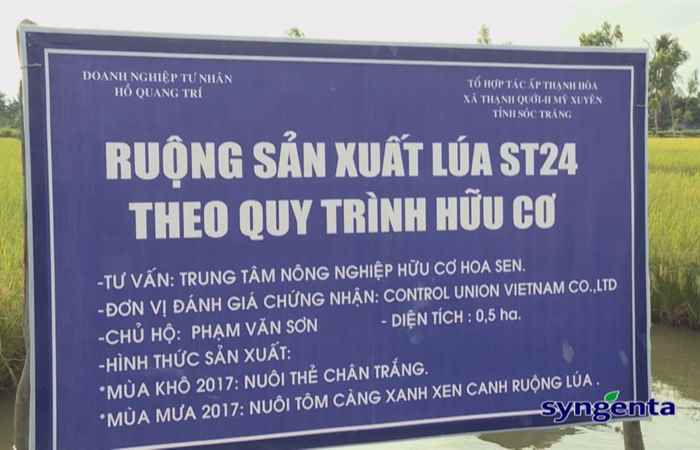 DOANH NGHIỆP TƯ NHÂN
HỒ QUANG TRÍ
TỔ HỢP TÁC ẤP THẠNH HÒA
XÃ THẠNH QUỚI-H MỸ XUYÊN
TỈNH SÓC TRĂNG
RUỘNG SẢN XUẤT LÚA ST24
THEO QUY TRÌNH HỮU CƠ
-TƯ VẤN: TRUNG TÂM NÔNG NGHIỆP HỮU CƠ HOA SEN.
-ĐƠN VỊ ĐÁNH GIÁ CHỨNG NHẬN: CONTROL UNION VIETNAM CO.,LTD
-CHỦ HỘ: PHẠM VĂN SƠN - DIỆN TÍCH : 0,5 ha.
-HÌNH THỨC SẢN XUẤT:
*MÙA KHÔ 2017: NUÔI THẺ CHÂN TRẮNG.
*MÙA MƯA 2017: NUÔI TÔM CÀNG XANH XEN CANH RUỘNG LÚA .
syngenta